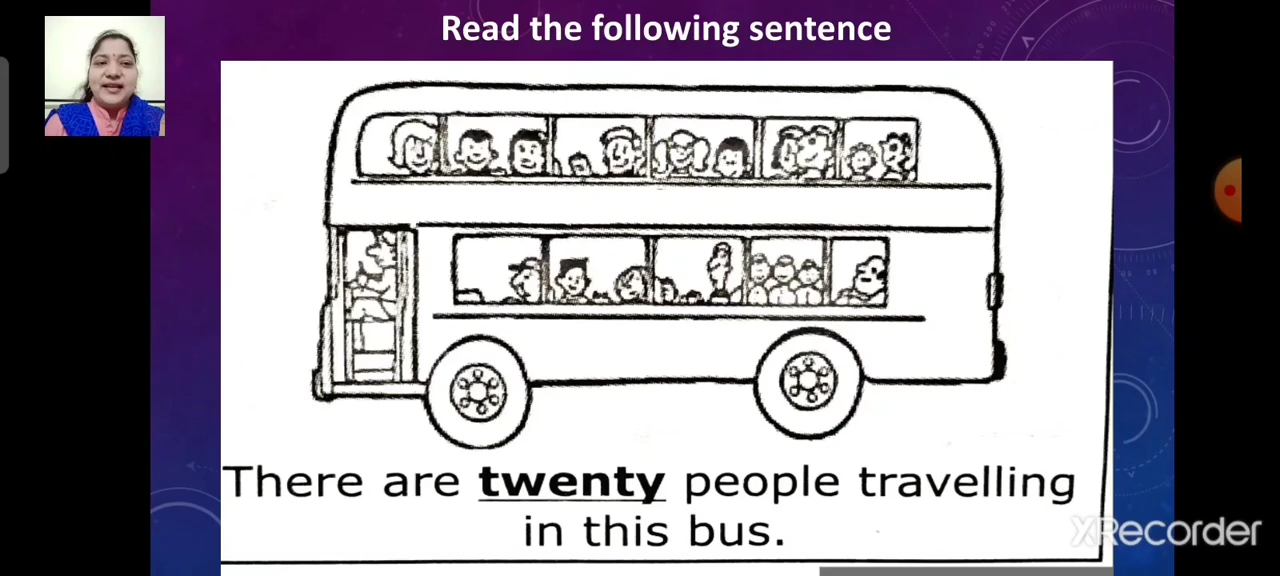 Read the following sentence
There are twenty people travelling
in this bus.
XRecorder